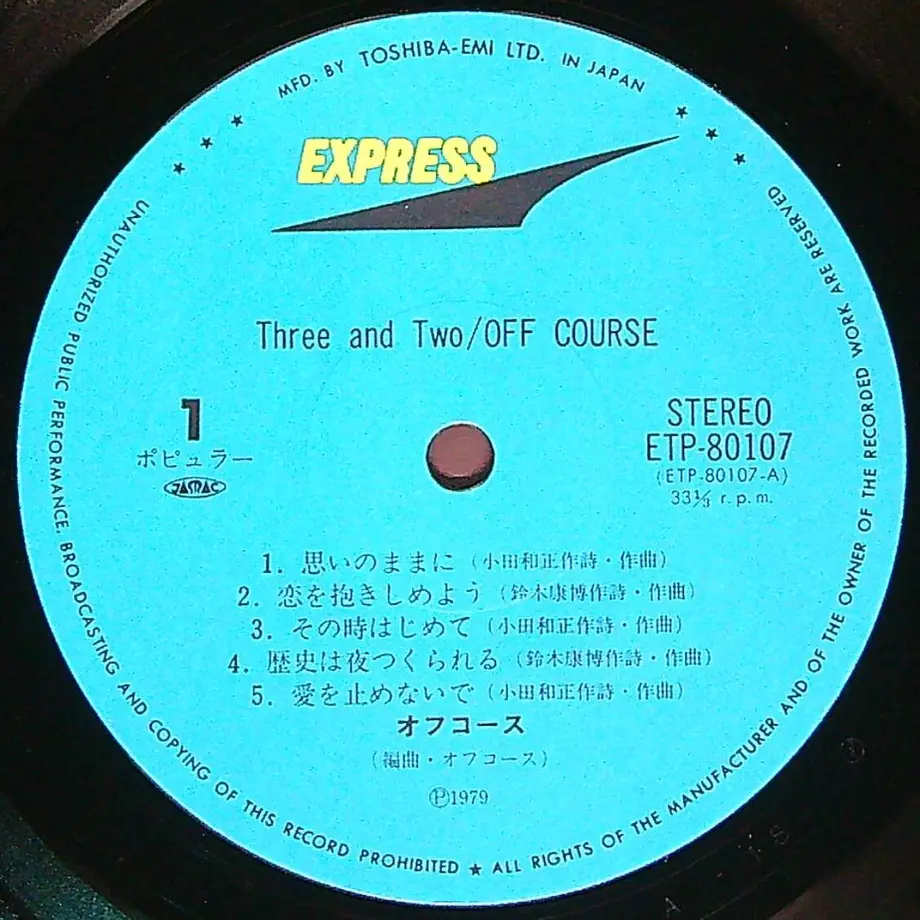 MFD. BY TOSHIBA-EMI LTD. IN JAPAN
EXPRESS
Three and Two/OFF COURSE
1
ポピュラー
JASRAC
STEREO
ETP-80107
(ETP-80107-A)
33⅓ r.p.m.
1. 思いのままに (小田和正作詩・作曲)
2. 恋を抱きしめよう (鈴木康博作詩・作曲)
3. その時はじめて (小田和正作詩・作曲)
4. 歴史は夜つくられる (鈴木康博作詩・作曲)
5. 愛を止めないで (小田和正作詩・作曲)
オフコース
(編曲・オフコース)
Ⓟ1979
UNAUTHORIZED PUBLIC PERFORMANCE, BROADCASTING AND COPYING OF THIS RECORD PROHIBITED ★ ALL RIGHTS OF THE MANUFACTURER AND OF THE OWNER OF THE RECORDED WORK ARE RESERVED